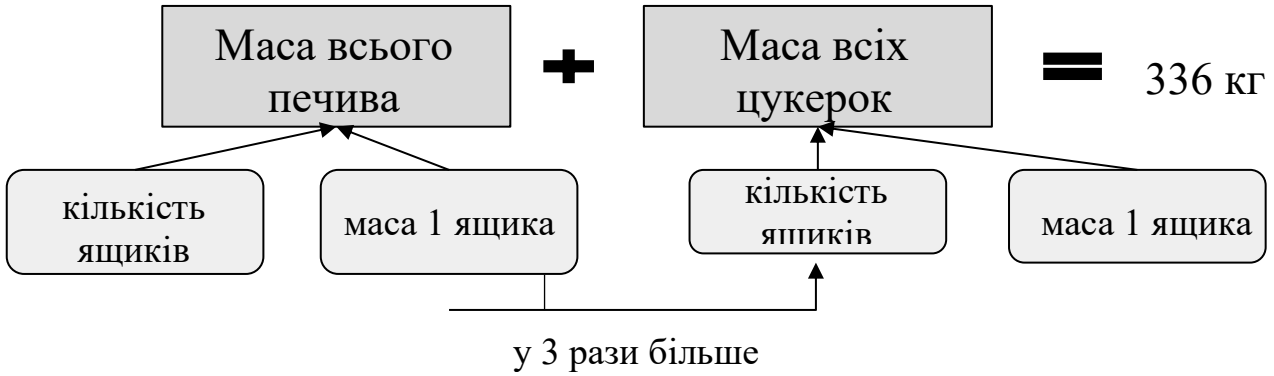 Маса всього
печива
Маса всіх
цукерок
336 кг
кількість
ящиків
маса 1 ящика
кількість
ящиків
маса 1 ящика
у 3 рази більше